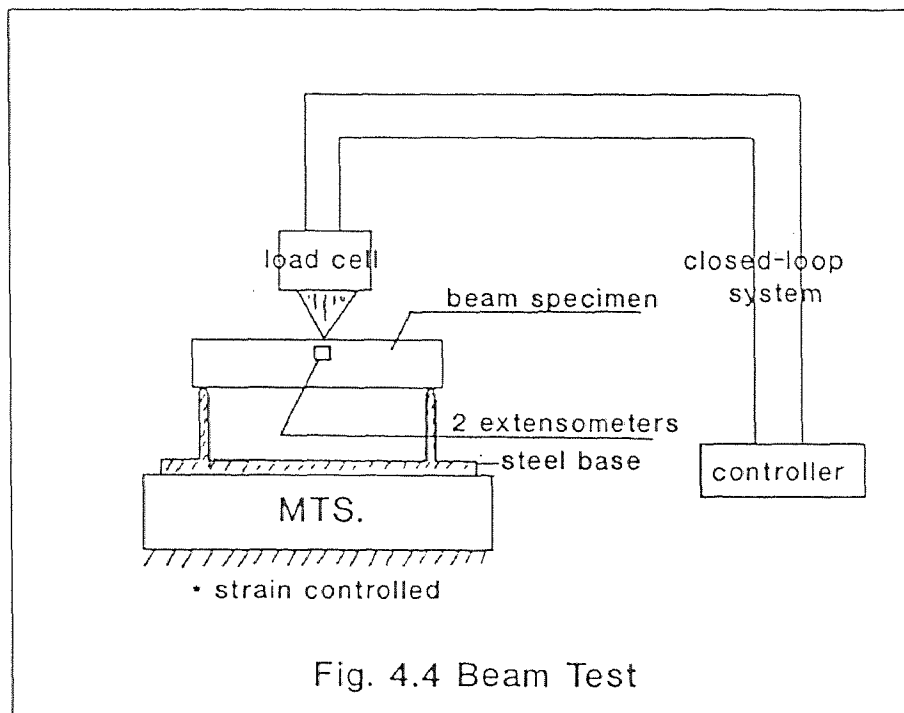 load cell
closed-loop
system
beam specimen
2 extensometers
steel base
controller
MTS.
* strain controlled
Fig. 4.4 Beam Test